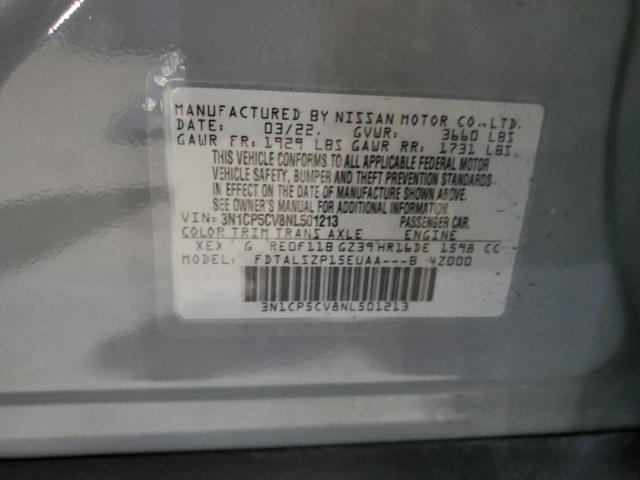 MANUFACTURED BY NISSAN MOTOR CO.,LTD.
DATE: 03/22. GVWR: 3660 LBS
GAWR FR: 1929 LBS GAWR RR: 1731 LBS
THIS VEHICLE CONFORMS TO ALL APPLICABLE FEDERAL MOTOR
VEHICLE SAFETY, BUMPER AND THEFT PREVENTION STANDARDS
IN EFFECT ON THE DATE OF MANUFACTURE SHOWN ABOVE.
SEE OWNER'S MANUAL FOR ADDITIONAL INFORMATION.
VIN: 3N1CP5CV8NL501213 PASSENGER CAR.
COLOR TRIM TRANS AXLE ENGINE
XEX G RE0F11B GZ39 HR16DE 1598 CC
MODEL: FDTALSZP15EUAA---B 42000
3N1CP5CV8NL501213